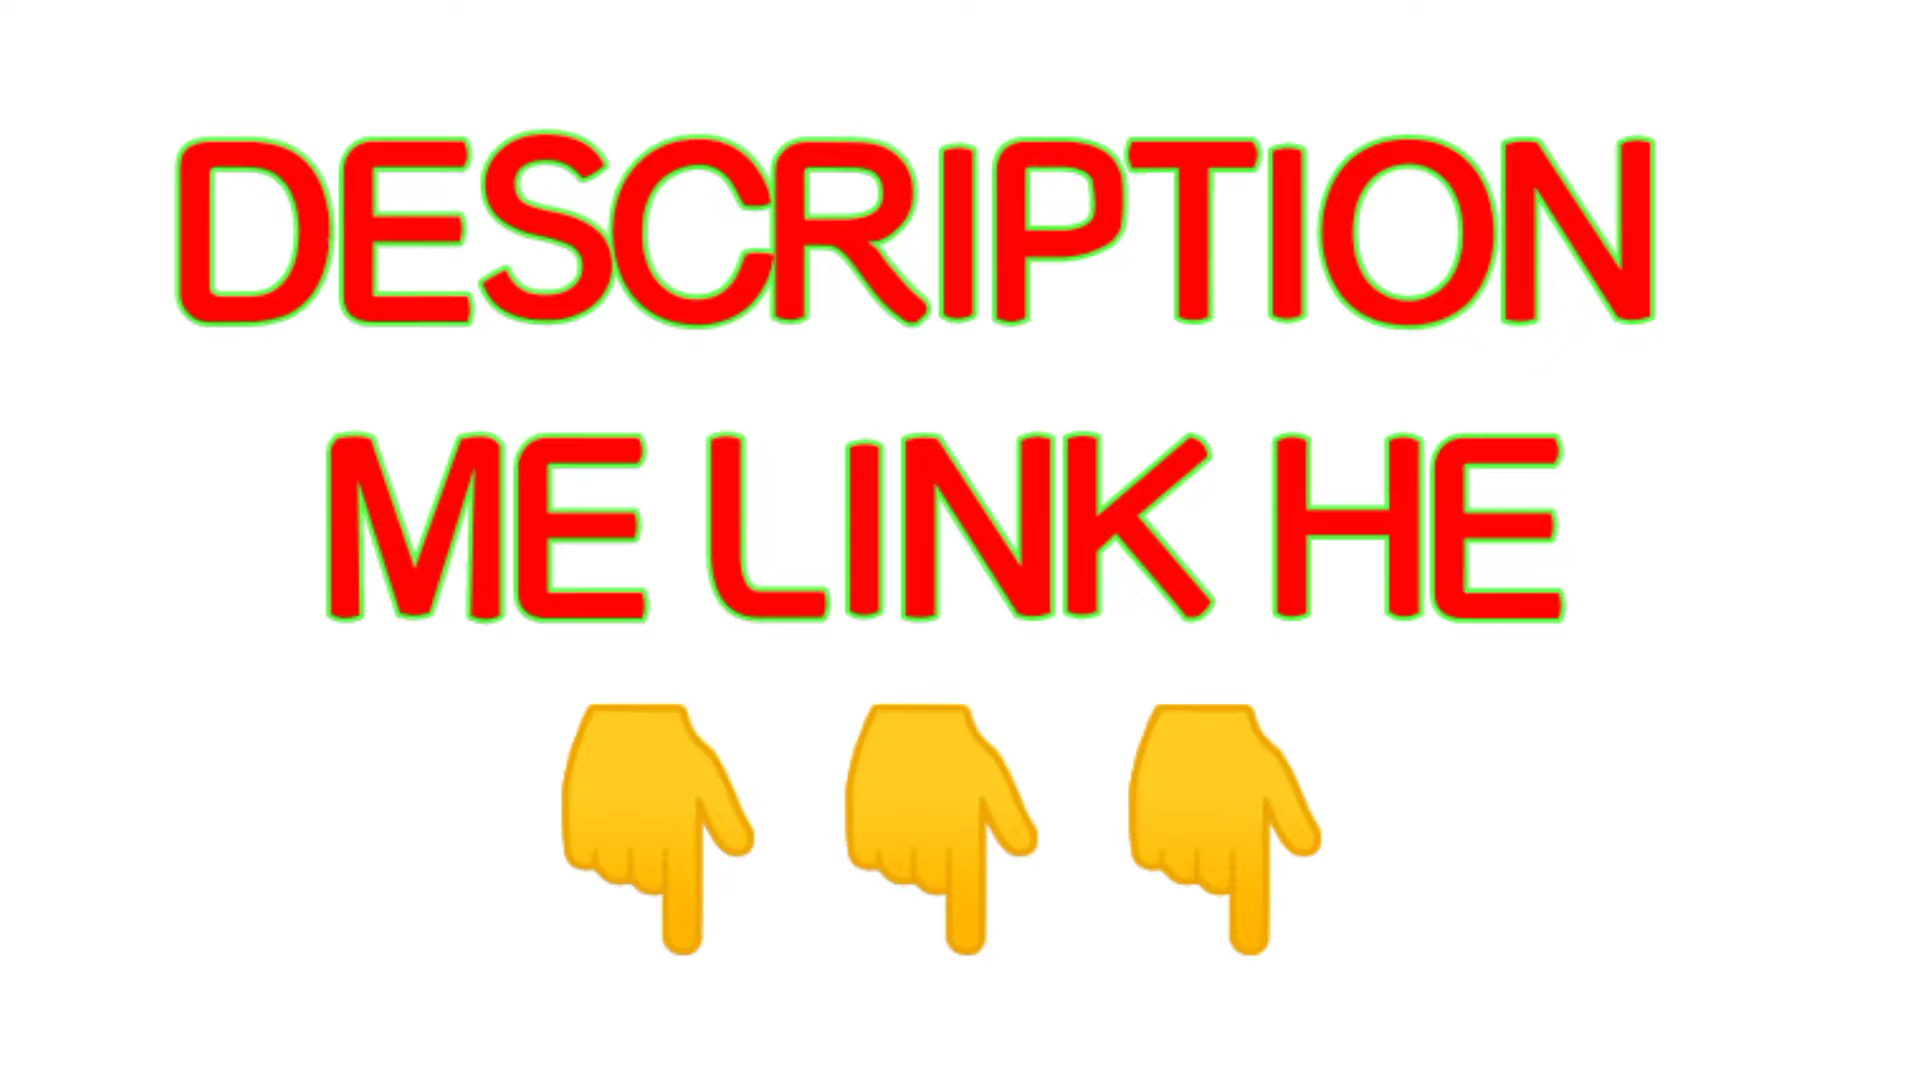 DESCRIPTION
ME LINK HE
👇 👇 👇